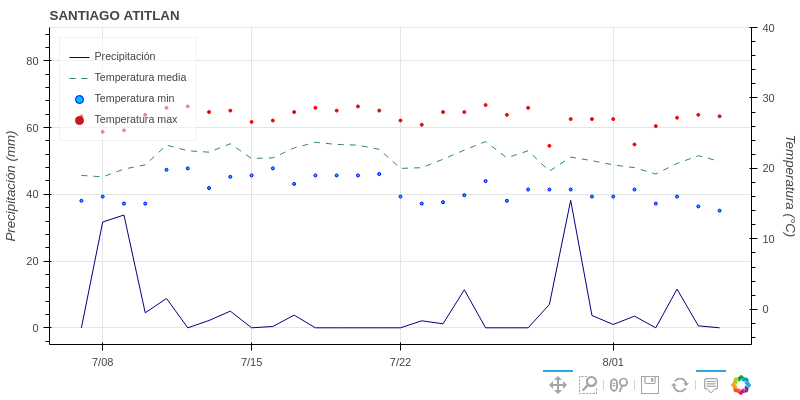 SANTIAGO ATITLAN
Precipitación
Temperatura media
Temperatura min
Temperatura max
Precipitación (mm)
80
60
40
20
0
40
30
20
10
0
Temperatura (°C)
7/08
7/15
7/22
8/01